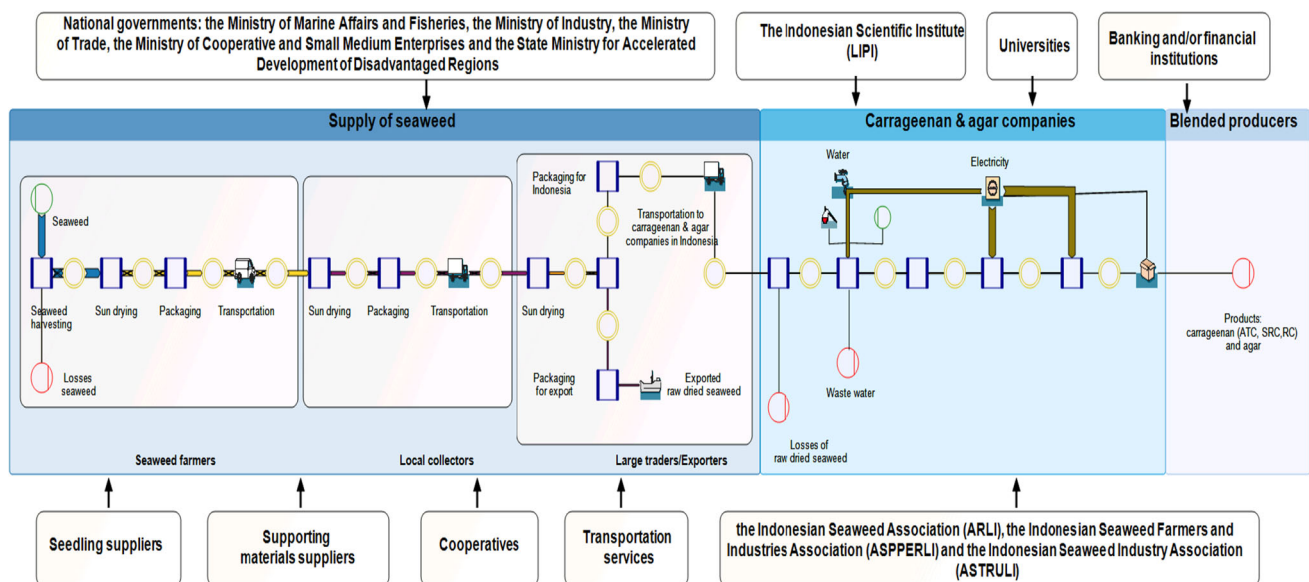 National governments: the Ministry of Marine Affairs and Fisheries, the Ministry of Industry, the Ministry
of Trade, the Ministry of Cooperative and Small Medium Enterprises and the State Ministry for Accelerated
Development of Disadvantaged Regions
The Indonesian Scientific Institute
(LIPI)
Universities
Banking and/or financial
institutions
Supply of seaweed
Carrageenan & agar companies
Blended producers
Seaweed
Seaweed
harvesting
Sun drying
Packaging
Transportation
Losses
seaweed
Sun drying
Packaging
Transportation
Sun drying
Packaging for
Indonesia
Transportation to
carrageenan & agar
companies in Indonesia
Packaging
for export
Exported
raw dried seaweed
Water
Electricity
Waste water
Losses of
raw dried seaweed
Products:
carrageenan (ATC, SRC,RC)
and agar
Seaweed farmers
Local collectors
Large traders/Exporters
Seedling suppliers
Supporting
materials suppliers
Cooperatives
Transportation
services
the Indonesian Seaweed Association (ARLI), the Indonesian Seaweed Farmers and
Industries Association (ASPPERLI) and the Indonesian Seaweed Industry Association
(ASTRULI)